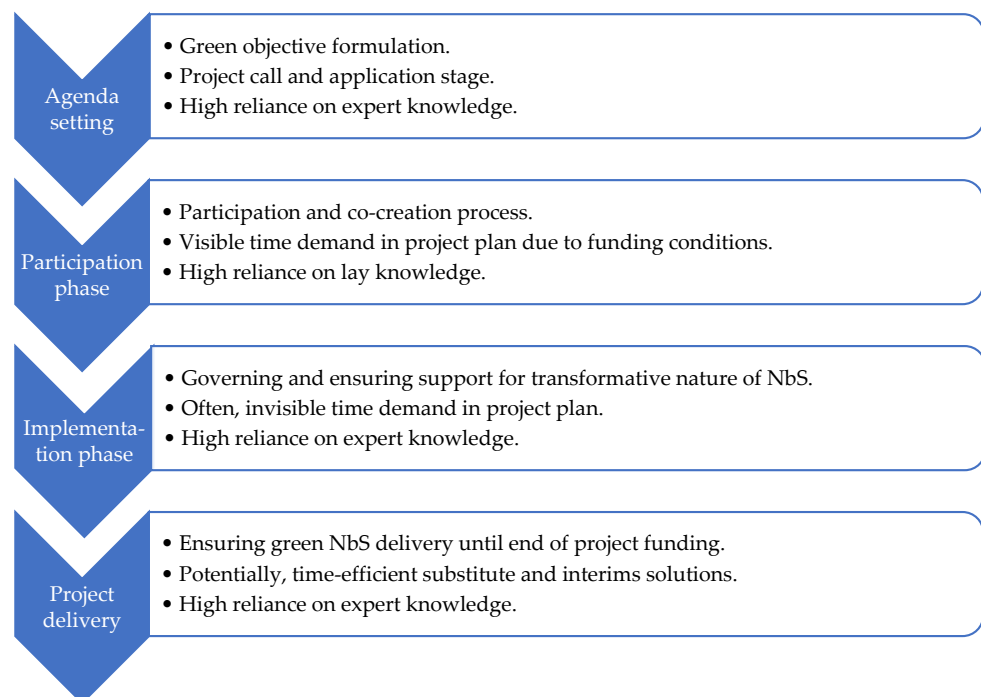 Agenda
setting
• Green objective formulation.
• Project call and application stage.
• High reliance on expert knowledge.
Participation
phase
• Participation and co-creation process.
• Visible time demand in project plan due to funding conditions.
• High reliance on lay knowledge.
Implementa-
tion phase
• Governing and ensuring support for transformative nature of NbS.
• Often, invisible time demand in project plan.
• High reliance on expert knowledge.
Project
delivery
• Ensuring green NbS delivery until end of project funding.
• Potentially, time-efficient substitute and interims solutions.
• High reliance on expert knowledge.